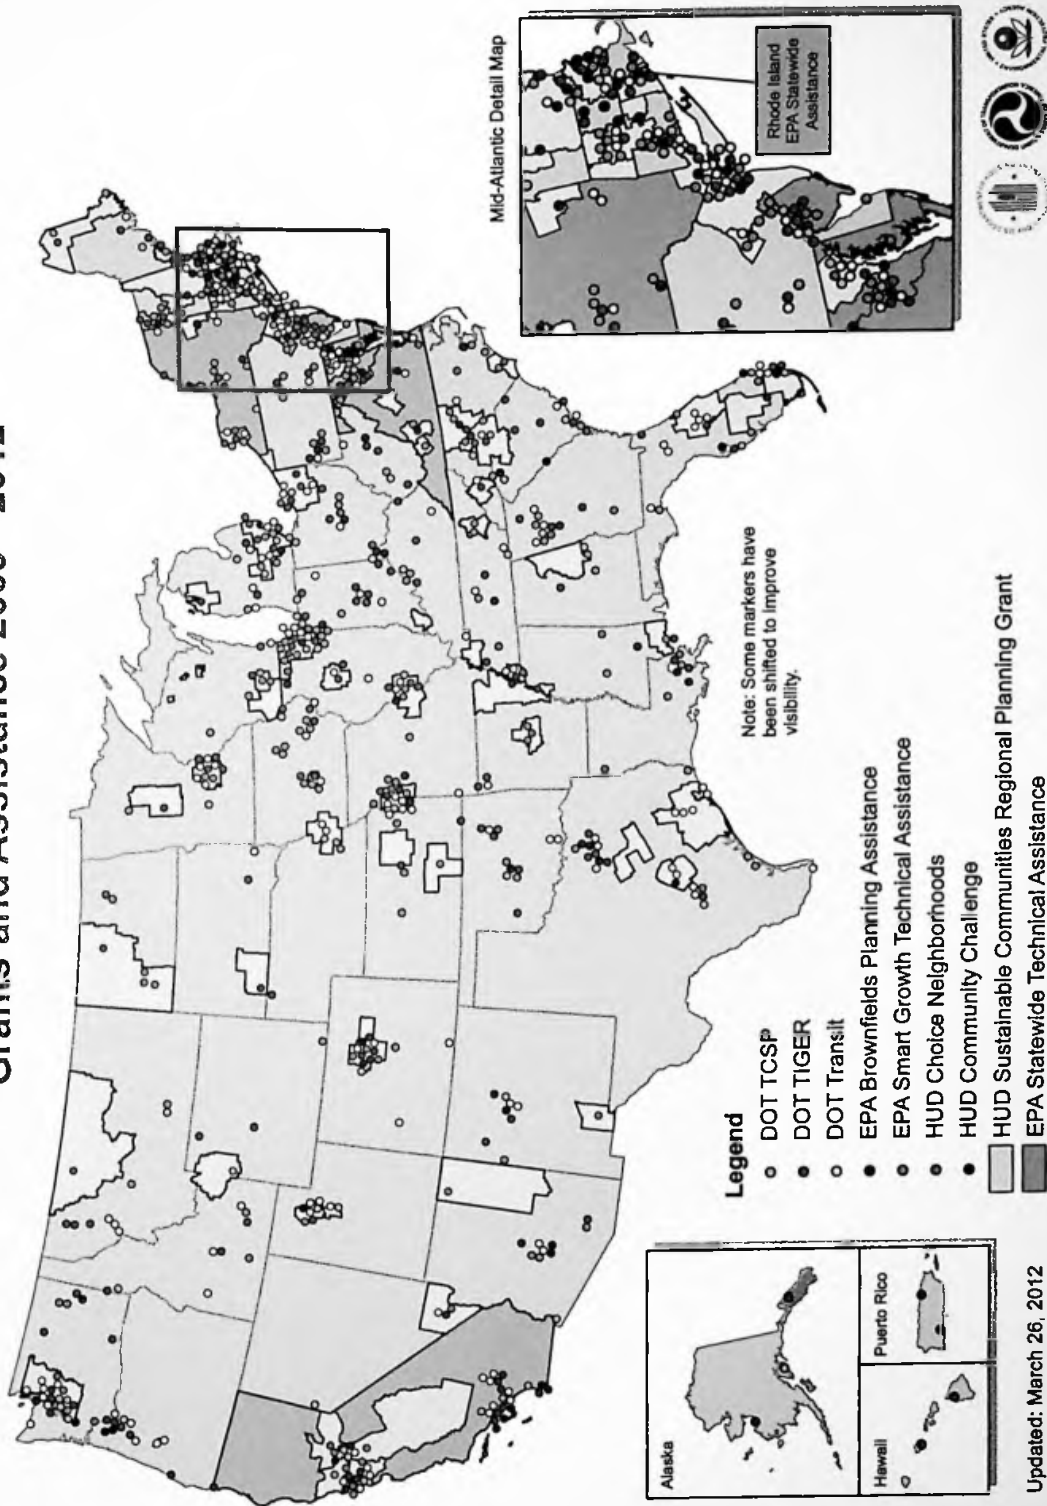 Grants and Assistance 2009 - 2012
Mid-Atlantic Detail Map
Rhode Island
EPA Statewide
Assistance
Note: Some markers have
been shifted to improve
visibility.
Legend
DOT TCSP
DOT TIGER
DOT Transit
EPA Brownfields Planning Assistance
EPA Smart Growth Technical Assistance
HUD Choice Neighborhoods
HUD Community Challenge
HUD Sustainable Communities Regional Planning Grant
EPA Statewide Technical Assistance
Alaska
Hawaii
Puerto Rico
Updated: March 26, 2012